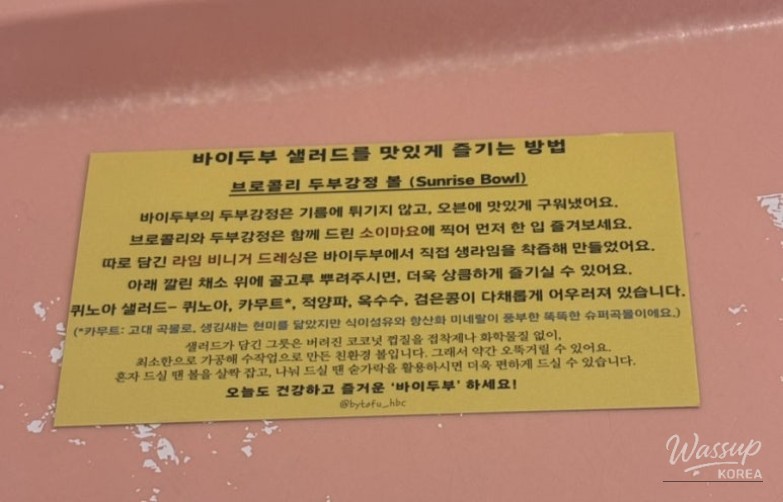 바이두부 샐러드를 맛있게 즐기는 방법
브로콜리 두부강정 볼 (Sunrise Bowl)
바이두부의 두부강정은 기름에 튀기지 않고, 오븐에 맛있게 구워냈어요.
브로콜리와 두부강정은 함께 드린 소이마요에 찍어 먼저 한 입 즐겨보세요.
따로 담긴 라임 비니거 드레싱은 바이두부에서 직접 생라임을 착즙해 만들었어요.
아래 깔린 채소 위에 골고루 뿌려주시면, 더욱 상큼하게 즐기실 수 있어요.
퀴노아 샐러드– 퀴노아, 카무트*, 적양파, 옥수수, 검은콩이 다채롭게 어우러져 있습니다.
(*카무트: 고대 곡물로, 생김새는 현미를 닮았지만 식이섬유와 항산화 미네랄이 풍부한 똑똑한 슈퍼곡물이에요.)
샐러드가 담긴 그릇은 버려진 코코넛 껍질을 접착제나 화학물질 없이,
최소한으로 가공해 수작업으로 만든 친환경 볼입니다. 그래서 약간 오뚝거릴 수 있어요.
혼자 드실 땐 볼을 살짝 잡고, 나눠 드실 땐 숟가락을 활용하시면 더욱 편하게 드실 수 있습니다.
오늘도 건강하고 즐거운 '바이두부' 하세요!
@bytofu_hbc
Wassup
KOREA